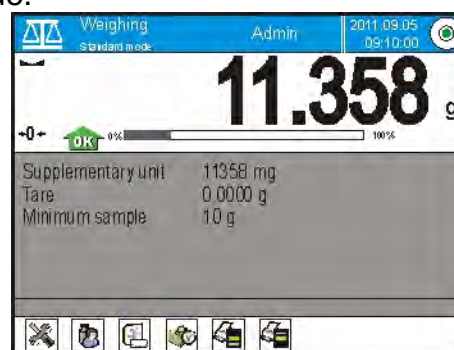 ue.
Weighing Admin 2011.09.05
Standard mode 09:10:00
11.358 g
→0← OK 0% 100%
Supplementary unit 11358 mg
Tare 0.0000 g
Minimum sample 10 g